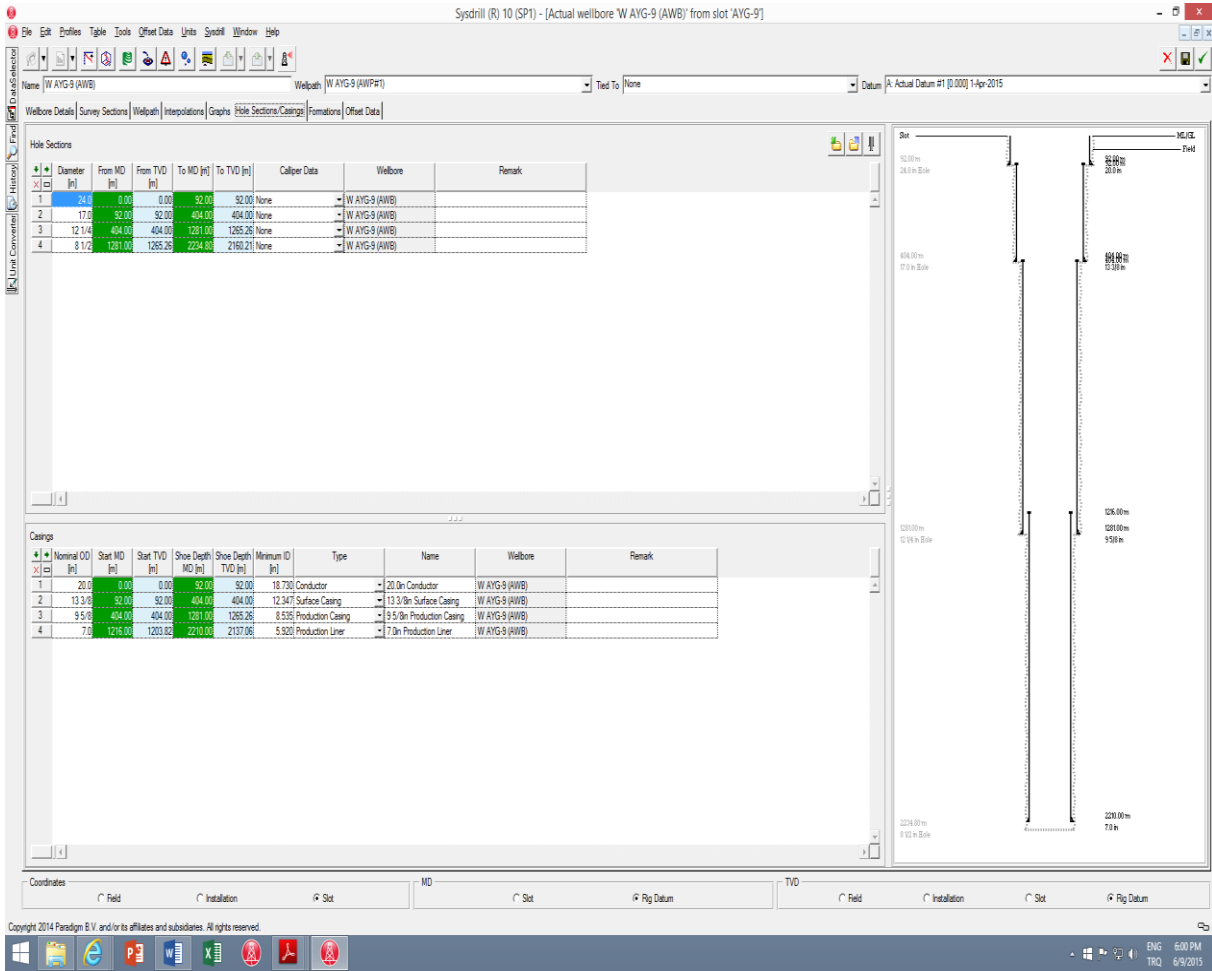 Sysdrill (R) 10 (SP1) - [Actual wellbore 'W AYG-9 (AWB)' from slot 'AYG-9']
File Edit Profiles Table Tools Offset Data Units Sysdrill Window Help
Name W AYG-9 (AWB) Wellpath W AYG-9 (AWP#1) Tied To None Datum A: Actual Datum #1 [0.000] 1-Apr-2015
Wellbore Details Survey Sections Wellpath Interpolations Graphs Hole Sections/Casings Formations Offset Data
DataSelector
Find
History
Unit Converter
Hole Sections
Diameter [in] From MD [m] From TVD [m] To MD [m] To TVD [m] Calliper Data Wellbore Remark
1 24.0 0.00 0.00 92.00 92.00 None W AYG-9 (AWB)
2 17.0 92.00 92.00 404.00 404.00 None W AYG-9 (AWB)
3 12 1/4 404.00 404.00 1281.00 1265.26 None W AYG-9 (AWB)
4 8 1/2 1281.00 1265.26 2234.80 2160.21 None W AYG-9 (AWB)
Casings
Nominal OD [in] Start MD [m] Start TVD [m] Shoe Depth MD [m] Shoe Depth TVD [m] Minimum ID [in] Type Name Wellbore Remark
1 20.0 0.00 0.00 92.00 92.00 18.730 Conductor 20.0in Conductor W AYG-9 (AWB)
2 13 3/8 92.00 92.00 404.00 404.00 12.347 Surface Casing 13 3/8in Surface Casing W AYG-9 (AWB)
3 9 5/8 404.00 404.00 1281.00 1265.26 8.535 Production Casing 9 5/8in Production Casing W AYG-9 (AWB)
4 7.0 1216.00 1203.82 2210.00 2137.06 5.920 Production Liner 7.0in Production Liner W AYG-9 (AWB)
Slot ML/GL
Field
92.00 m
24.0 in Hole 20.0 in
404.00 m
17.0 in Hole 13 3/8 in
1216.00 m
1281.00 m 1281.00 m
12 1/4 in Hole 9 5/8 in
2234.80 m 2210.00 m
8 1/2 in Hole 7.0 in
Coordinates Field Installation Slot
MD Slot Rig Datum
TVD Field Installation Slot Rig Datum
Copyright 2014 Paradigm B.V. and/or its affiliates and subsidiaries. All rights reserved.
ENG 6:00 PM
TRQ 6/9/2015